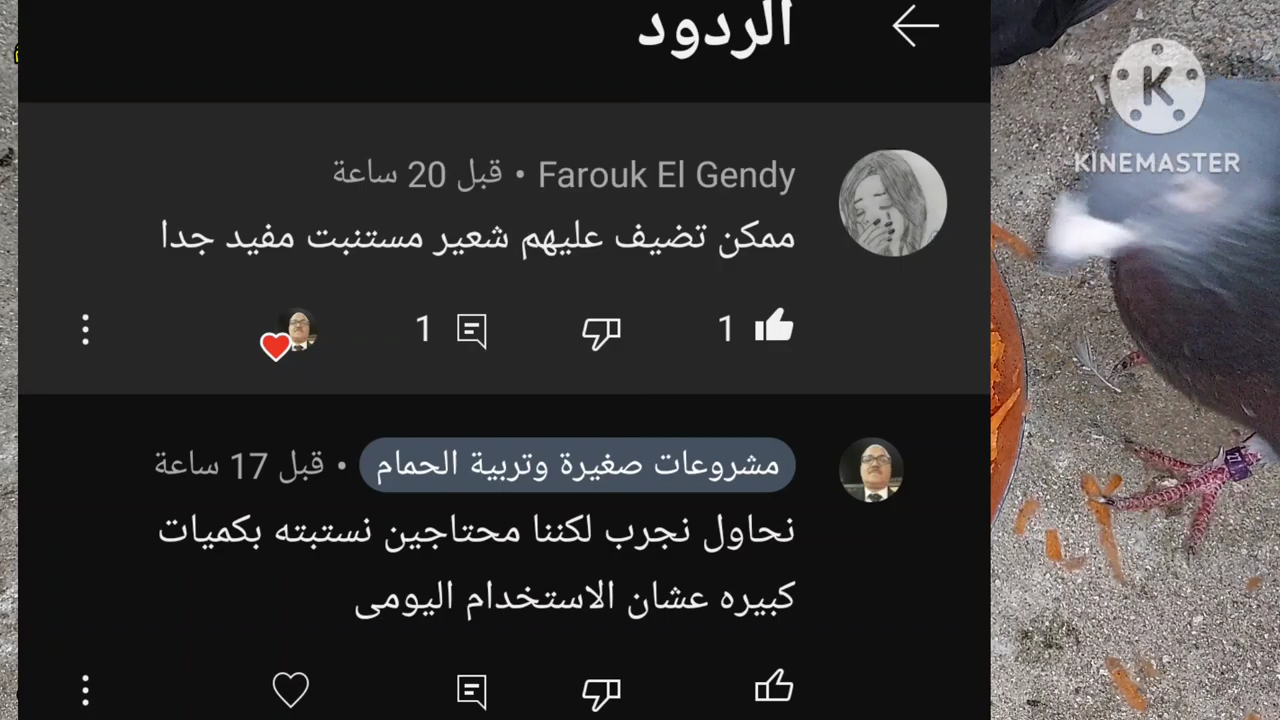 الردود
Farouk El Gendy • قبل 20 ساعة
ممكن تضيف عليهم شعير مستنبت مفيد جدا
1 1
مشروعات صغيرة وتربية الحمام • قبل 17 ساعة
نحاول نجرب لكننا محتاجين نستبته بكميات
كبيره عشان الاستخدام اليومى
K
KINEMASTER